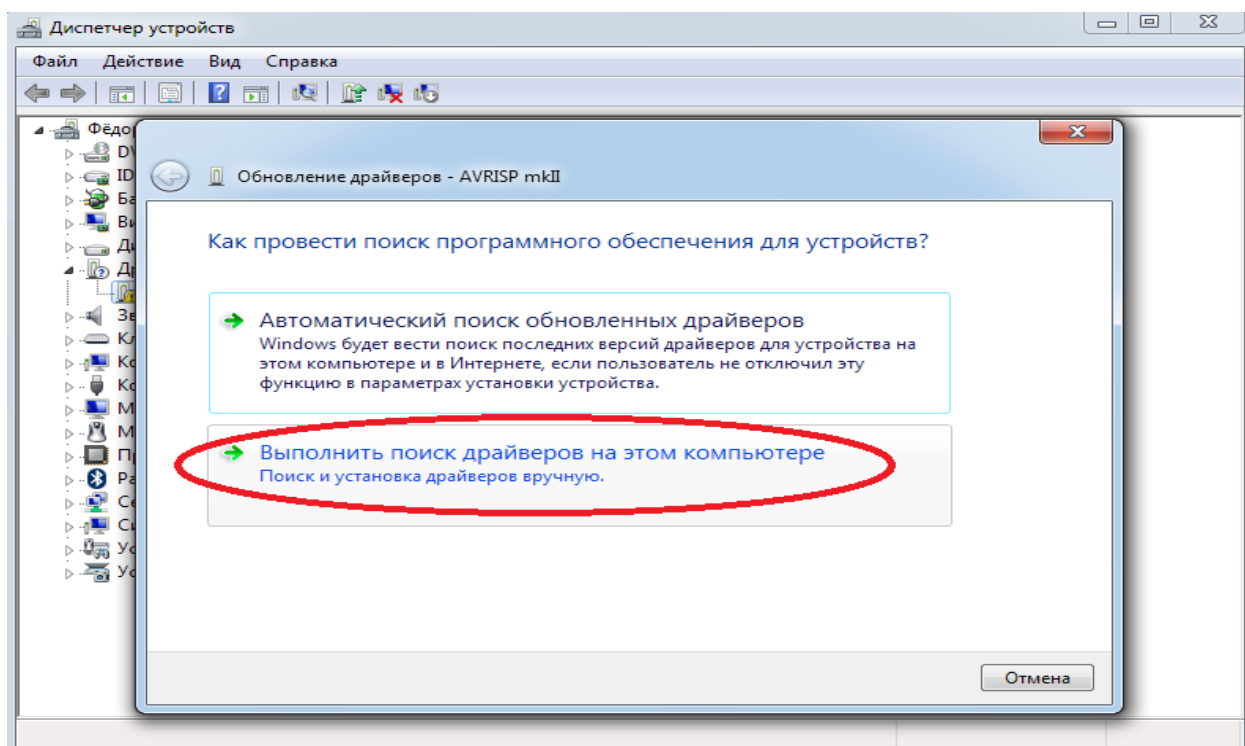 Диспетчер устройств
Файл Действие Вид Справка
Обновление драйверов - AVRISP mkII
Как провести поиск программного обеспечения для устройств?
Автоматический поиск обновленных драйверов
Windows будет вести поиск последних версий драйверов для устройства на
этом компьютере и в Интернете, если пользователь не отключил эту
функцию в параметрах установки устройства.
Выполнить поиск драйверов на этом компьютере
Поиск и установка драйверов вручную.
Отмена